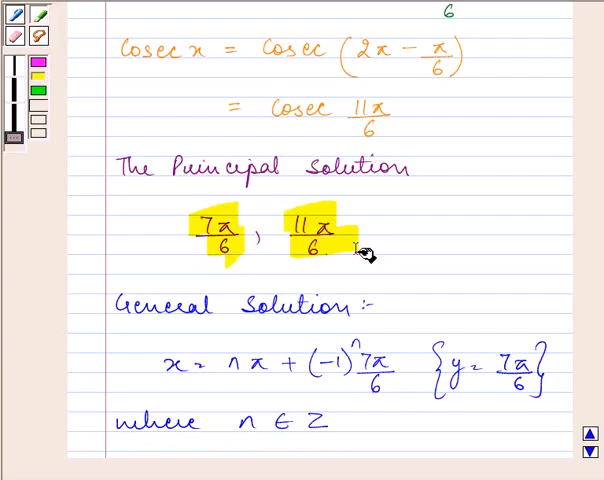 6
Cosec x = Cosec (2π - π/6)
= Cosec 11π/6
The Principal Solution
7π/6 , 11π/6
General Solution :-
x = nπ + (-1)^n 7π/6 {y = 7π/6}
where n ∈ Z